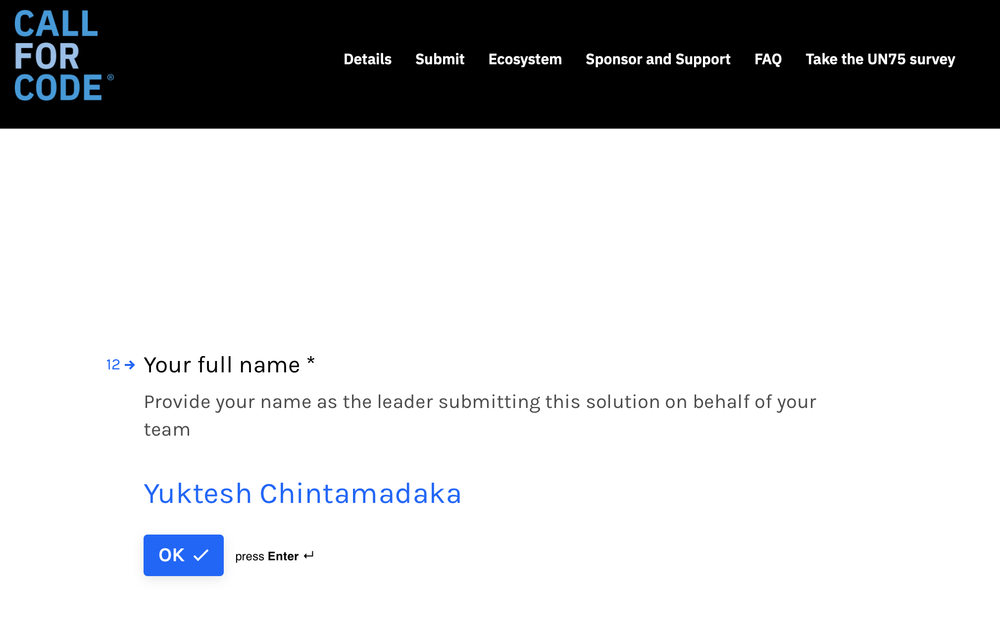 CALL
FOR
CODE ®
Details Submit Ecosystem Sponsor and Support FAQ Take the UN75 survey
12 → Your full name *
Provide your name as the leader submitting this solution on behalf of your
team
Yuktesh Chintamadaka
OK ✓ press Enter ↵